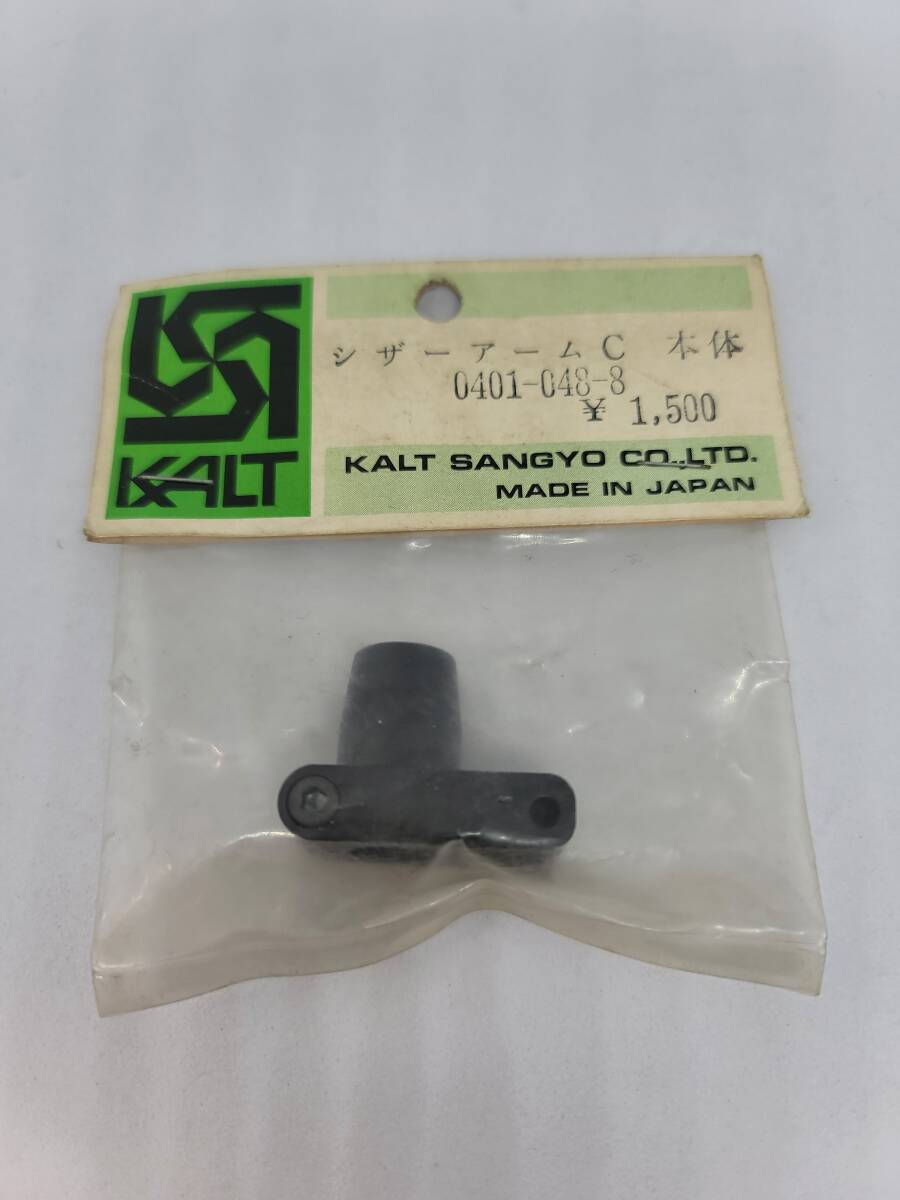 シザーアームC 本体
0401-048-8
¥ 1,500
KALT
KALT SANGYO CO.,LTD.
MADE IN JAPAN